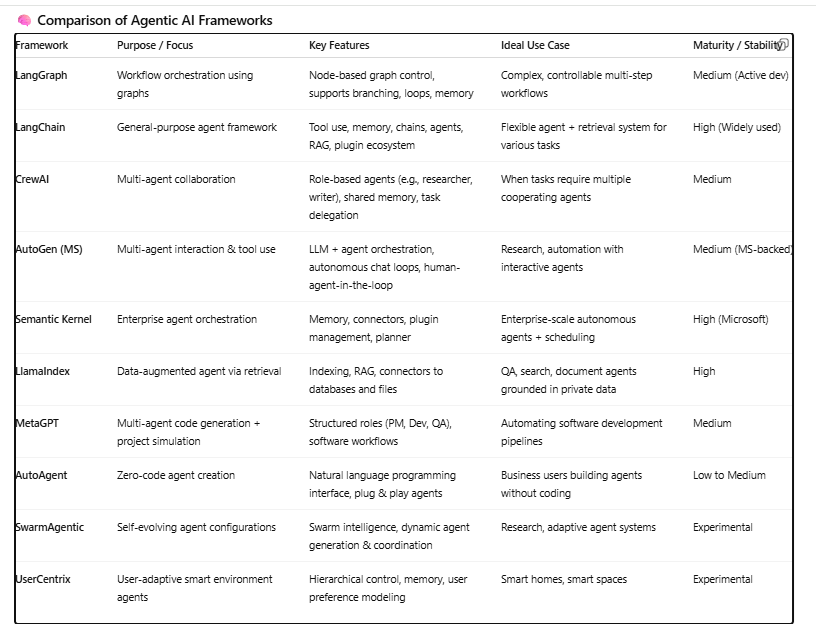 🧠 Comparison of Agentic AI Frameworks
Framework Purpose / Focus Key Features Ideal Use Case Maturity / Stability
LangGraph Workflow orchestration using Node-based graph control, Complex, controllable multi-step Medium (Active dev)
graphs supports branching, loops, memory workflows
LangChain General-purpose agent framework Tool use, memory, chains, agents, Flexible agent + retrieval system for High (Widely used)
RAG, plugin ecosystem various tasks
CrewAI Multi-agent collaboration Role-based agents (e.g., researcher, When tasks require multiple Medium
writer), shared memory, task cooperating agents
delegation
AutoGen (MS) Multi-agent interaction & tool use LLM + agent orchestration, Research, automation with Medium (MS-backed)
autonomous chat loops, human- interactive agents
agent-in-the-loop
Semantic Kernel Enterprise agent orchestration Memory, connectors, plugin Enterprise-scale autonomous High (Microsoft)
management, planner agents + scheduling
LlamaIndex Data-augmented agent via retrieval Indexing, RAG, connectors to QA, search, document agents High
databases and files grounded in private data
MetaGPT Multi-agent code generation + Structured roles (PM, Dev, QA), Automating software development Medium
project simulation software workflows pipelines
AutoAgent Zero-code agent creation Natural language programming Business users building agents Low to Medium
interface, plug & play agents without coding
SwarmAgentic Self-evolving agent configurations Swarm intelligence, dynamic agent Research, adaptive agent systems Experimental
generation & coordination
UserCentrix User-adaptive smart environment Hierarchical control, memory, user Smart homes, smart spaces Experimental
agents preference modeling